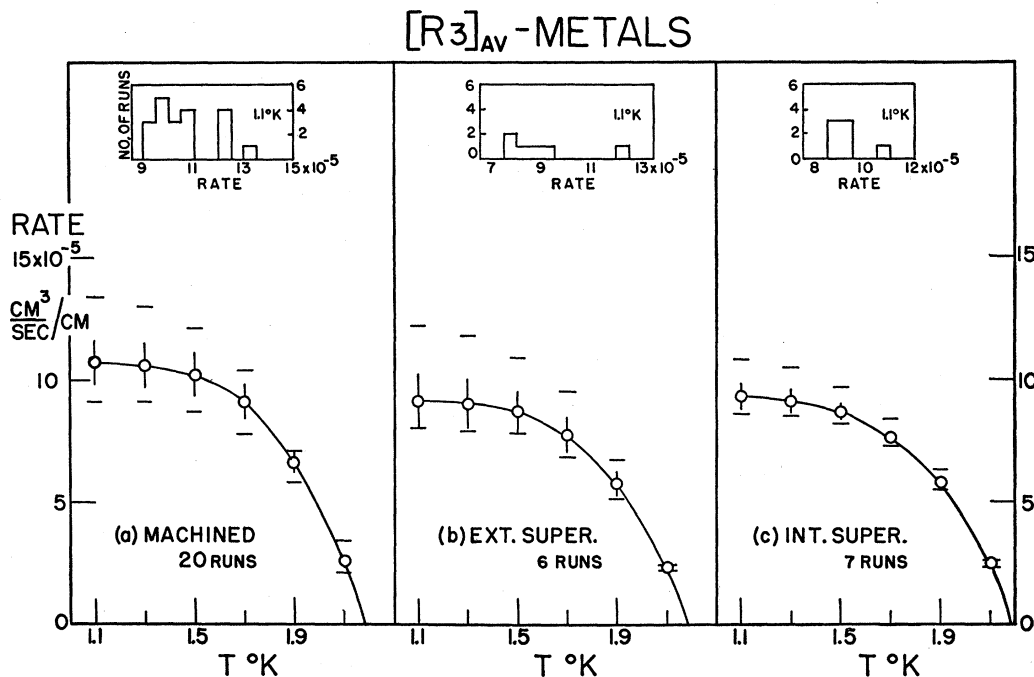 [R3]AV-METALS
NO. OF RUNS
6
4
2
1.1°K
9 11 13 15x10⁻⁵
RATE
6
4
2
0
1.1°K
7 9 11 13x10⁻⁵
RATE
6
4
2
0
1.1°K
8 10 12x10⁻⁵
RATE
RATE
15x10⁻⁵
CM³
SEC/CM
10
5
0
15
10
5
0
(a) MACHINED
20 RUNS
(b) EXT. SUPER.
6 RUNS
(c) INT. SUPER.
7 RUNS
1.1 1.5 1.9
T °K
1.1 1.5 1.9
T °K
1.1 1.5 1.9
T °K